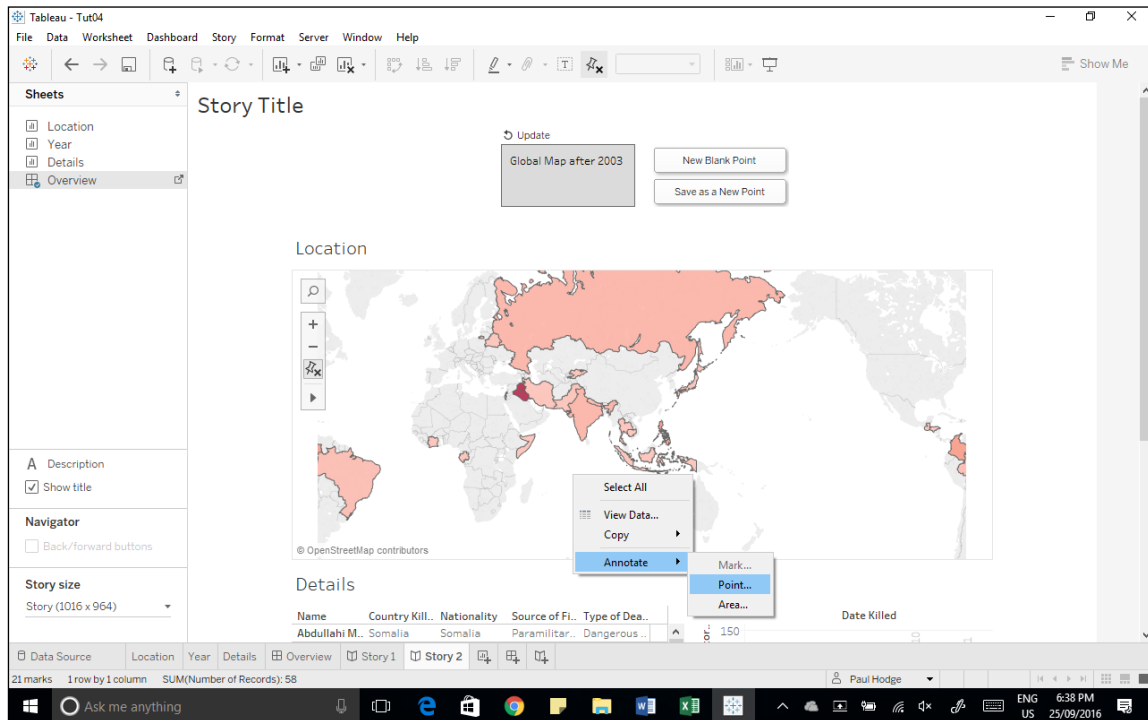 Tableau - Tut04
File Data Worksheet Dashboard Story Format Server Window Help
Show Me
Sheets
Location
Year
Details
Overview
Story Title
Update
Global Map after 2003
New Blank Point
Save as a New Point
Location
© OpenStreetMap contributors
Select All
View Data...
Copy
Annotate
Mark...
Point...
Area...
A Description
Show title
Navigator
Back/forward buttons
Story size
Story (1016 x 964)
Details
Name Country Kill.. Nationality Source of Fi.. Type of Dea..
Abdullahi M.. Somalia Somalia Paramilitar.. Dangerous ..
Date Killed
150
Data Source Location Year Details Overview Story 1 Story 2
21 marks 1 row by 1 column SUM(Number of Records): 58 Paul Hodge
Ask me anything
ENG 6:38 PM
US 25/09/2016